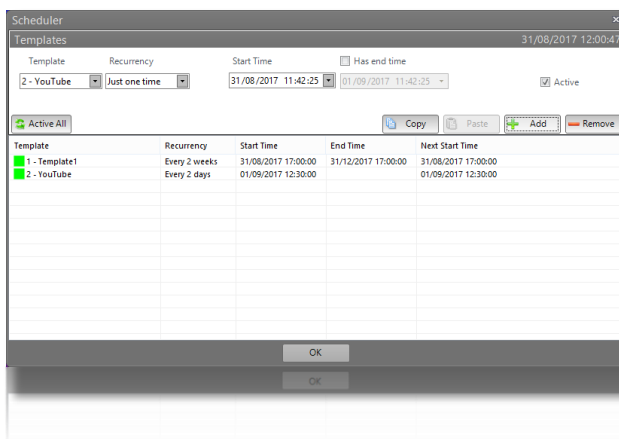 Scheduler
Templates 31/08/2017 12:00:47
Template Recurrency Start Time Has end time
2 - YouTube Just one time 31/08/2017 11:42:25 01/09/2017 11:42:25 Active
Active All Copy Paste Add Remove
Template Recurrency Start Time End Time Next Start Time
1 - Template1 Every 2 weeks 31/08/2017 17:00:00 31/12/2017 17:00:00 31/08/2017 17:00:00
2 - YouTube Every 2 days 01/09/2017 12:30:00 01/09/2017 12:30:00
OK
OK